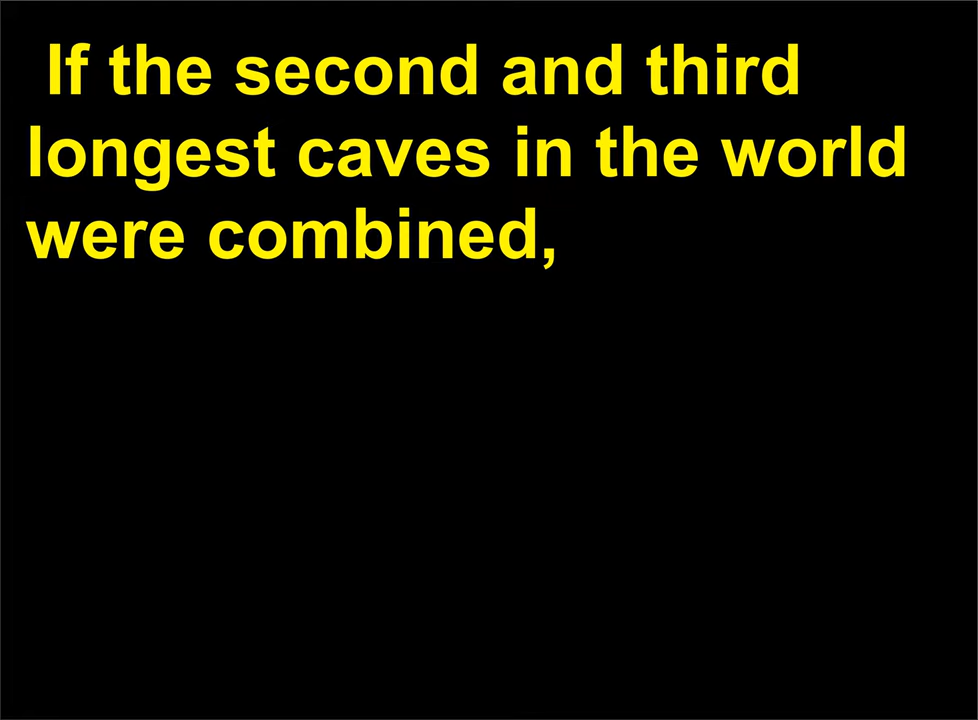 If the second and third
longest caves in the world
were combined,